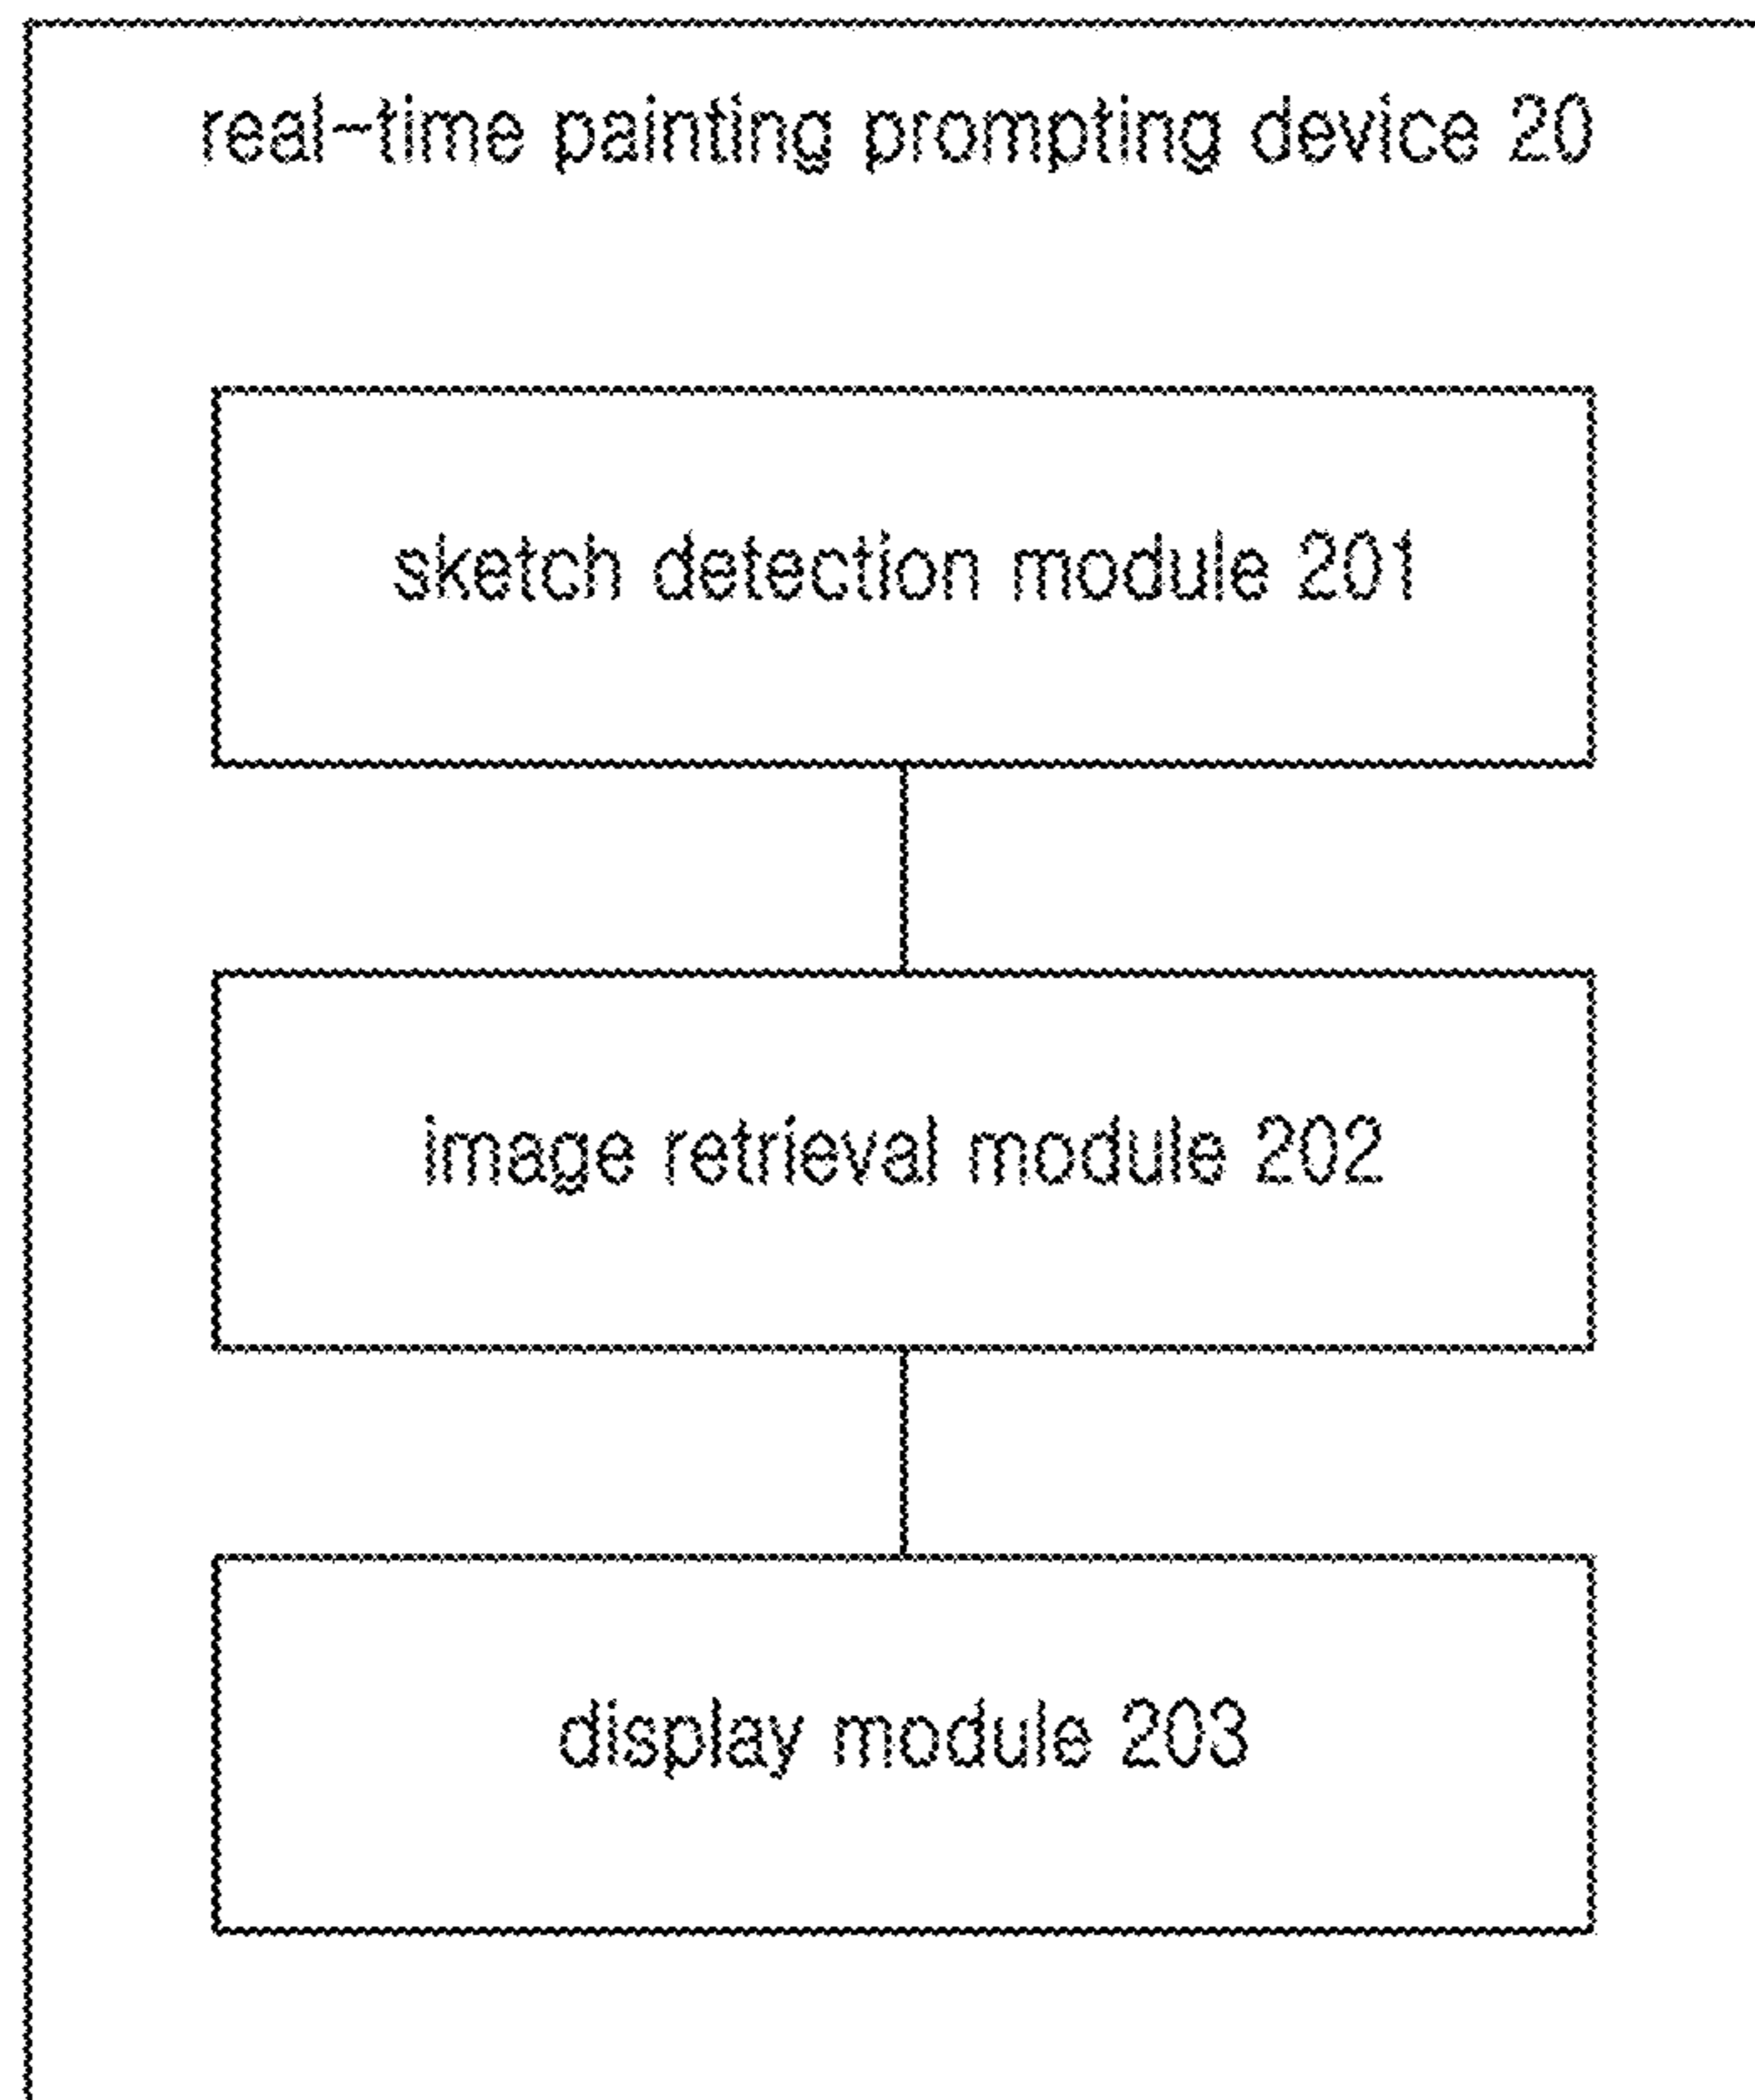 real-time painting prompting device 20
sketch detection module 201
image retrieval module 202
display module 203